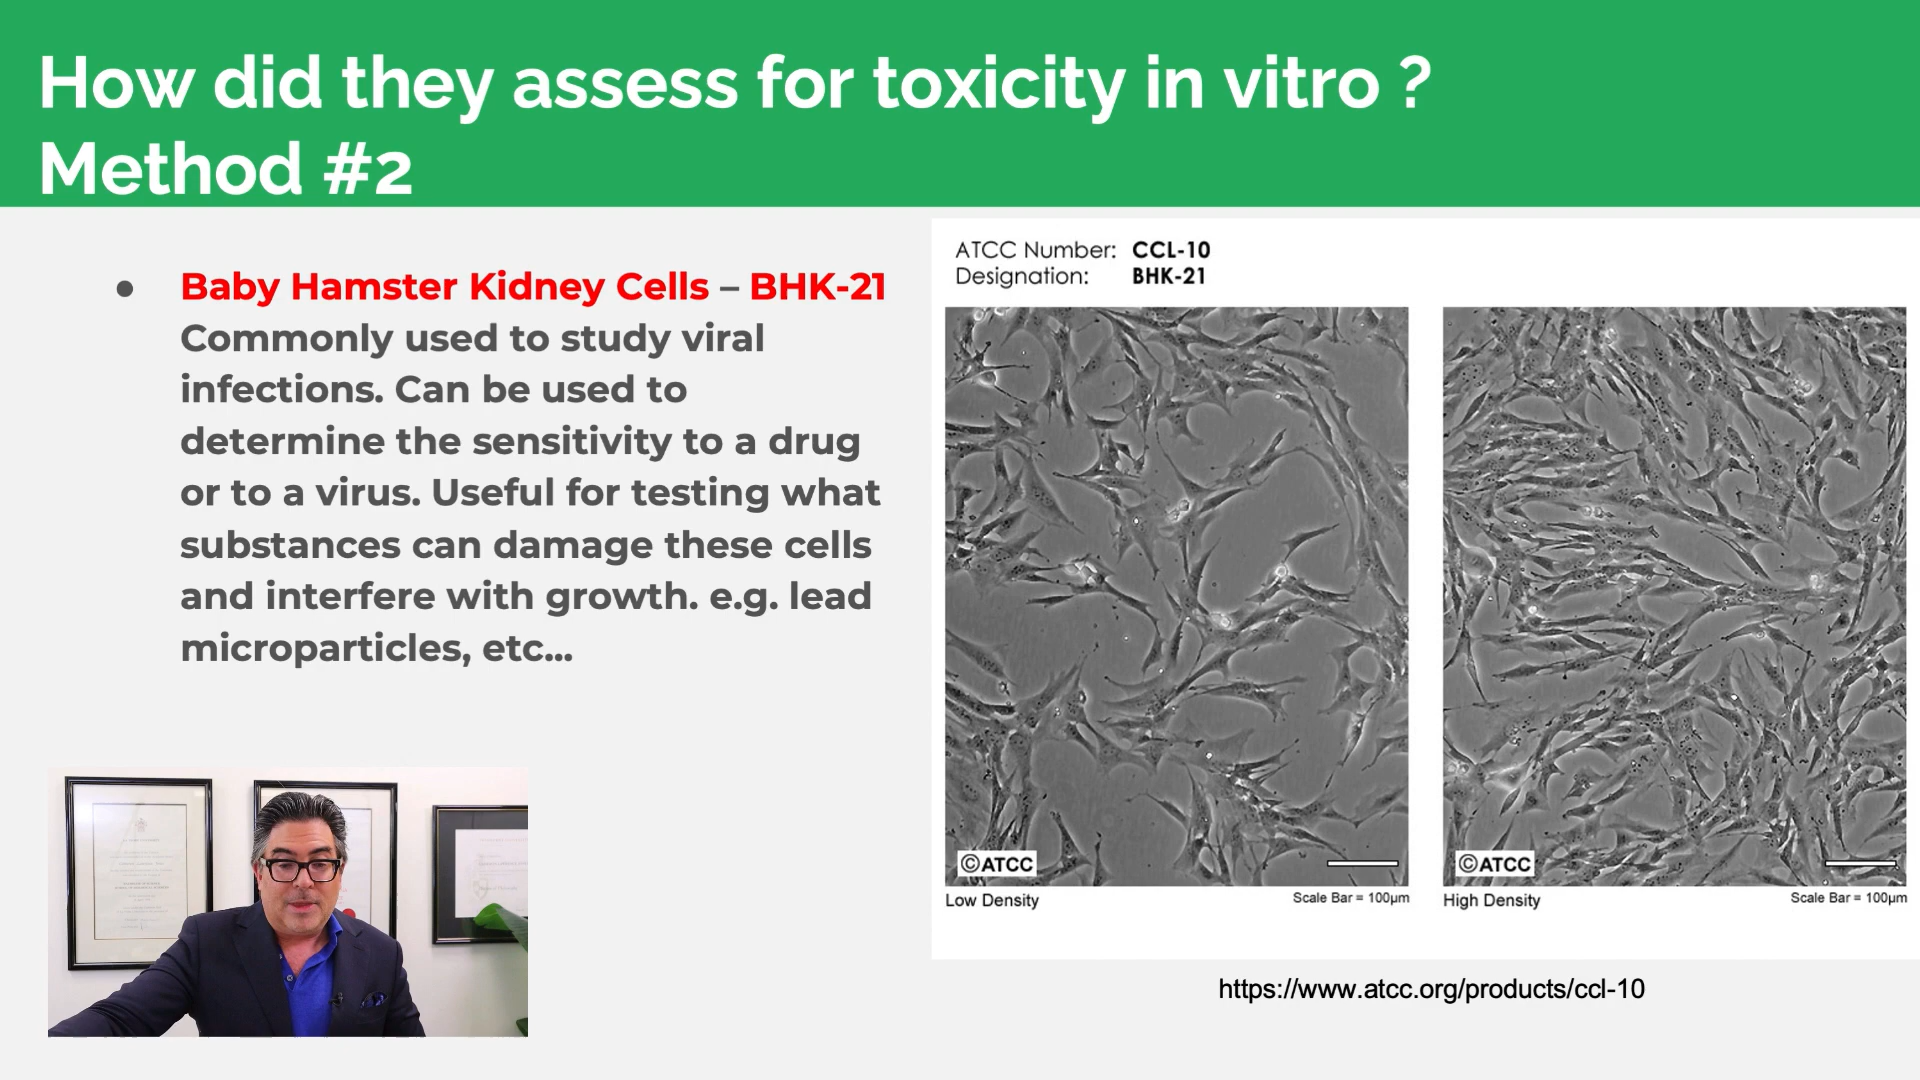 How did they assess for toxicity in vitro ?
Method #2
● Baby Hamster Kidney Cells – BHK-21
Commonly used to study viral
infections. Can be used to
determine the sensitivity to a drug
or to a virus. Useful for testing what
substances can damage these cells
and interfere with growth. e.g. lead
microparticles, etc...
ATCC Number: CCL-10
Designation: BHK-21
©ATCC
©ATCC
Low Density
Scale Bar = 100µm
High Density
Scale Bar = 100µm
https://www.atcc.org/products/ccl-10